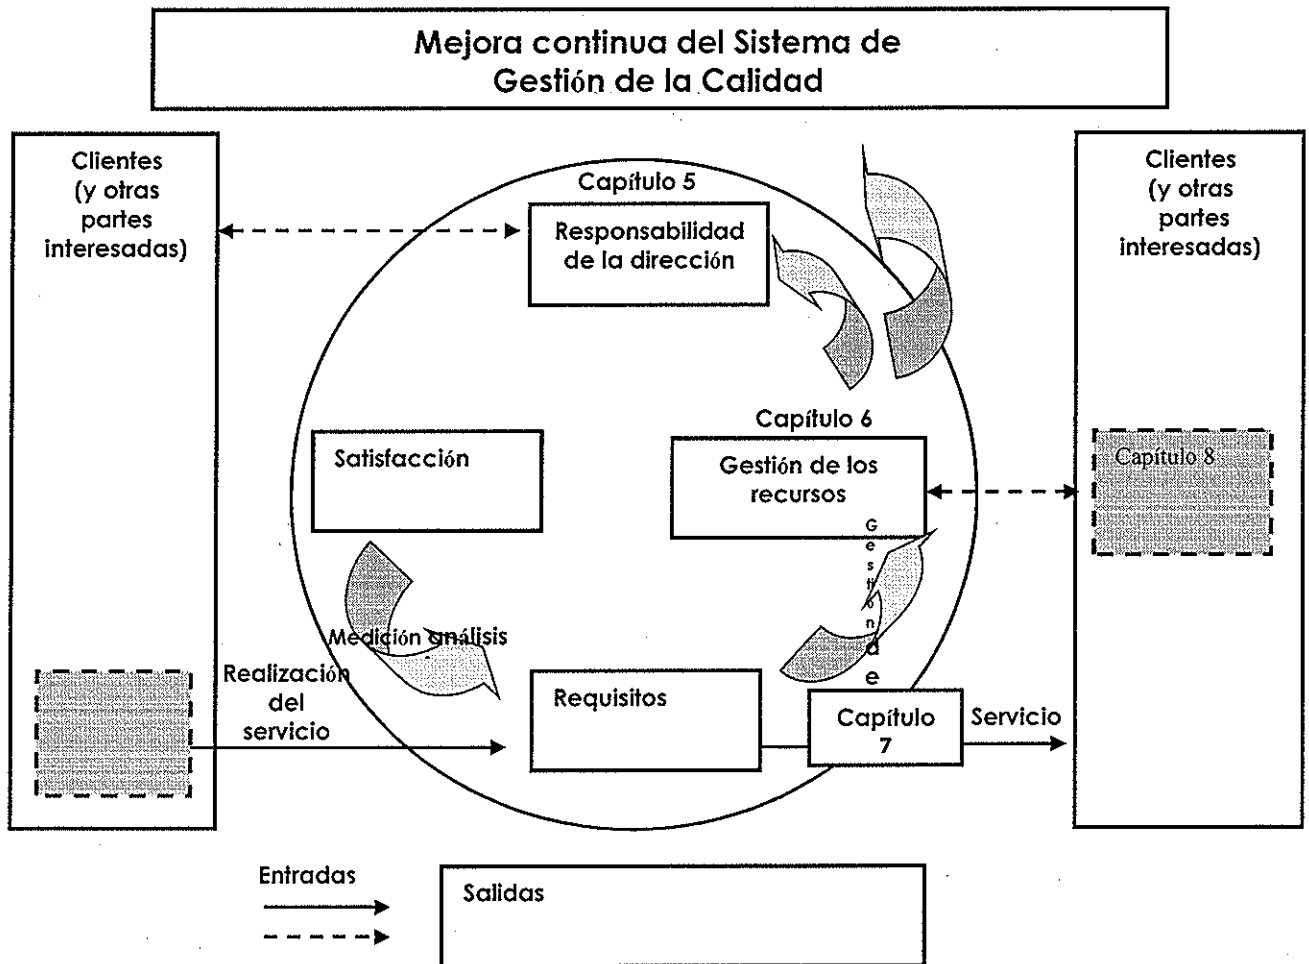 Mejora continua del Sistema de
Gestión de la Calidad
Clientes
(y otras
partes
interesadas)
Capítulo 5
Responsabilidad
de la dirección
Clientes
(y otras
partes
interesadas)
Satisfacción
Capítulo 6
Gestión de los
recursos
Capítulo 8
Gestión de
Medición análisis
Realización
del
servicio
Requisitos
Capítulo
7
Servicio
Entradas
Salidas